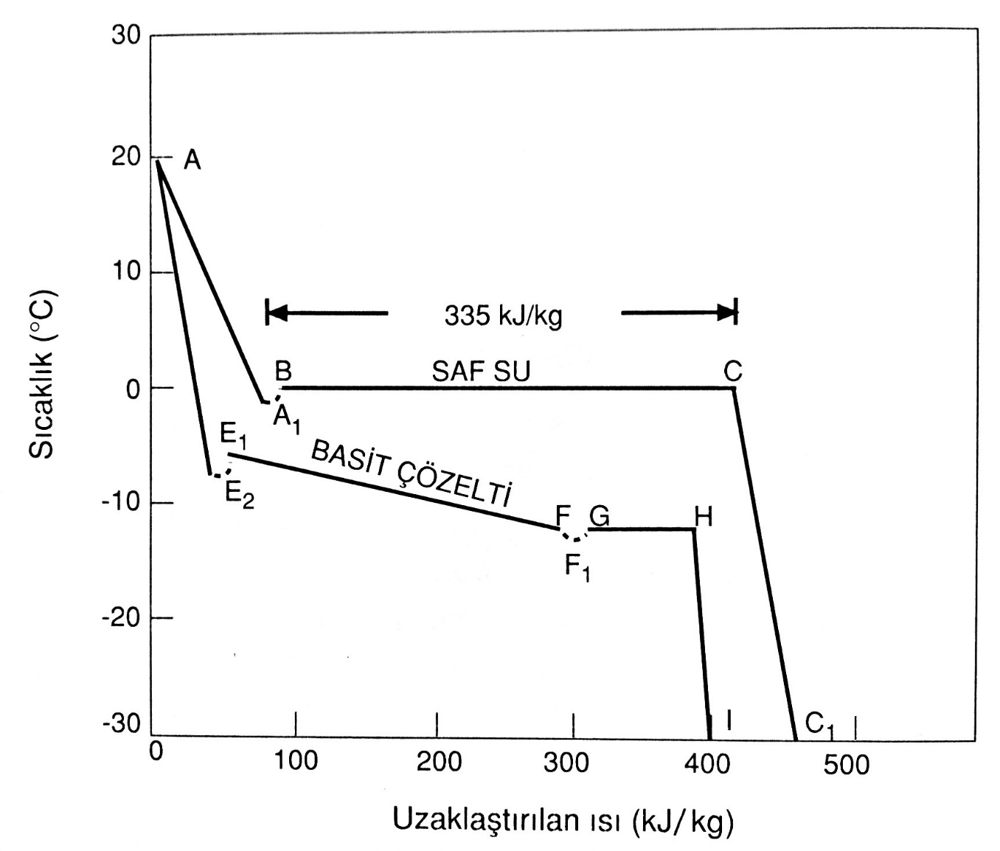 30
20
A
10
335 kJ/kg
B
SAF SU
C
0
A1
E1
BASİT ÇÖZELTİ
E2
-10
F
G
H
F1
-20
-30
I
C1
0
100
200
300
400
500
Sıcaklık (°C)
Uzaklaştırılan ısı (kJ/kg)